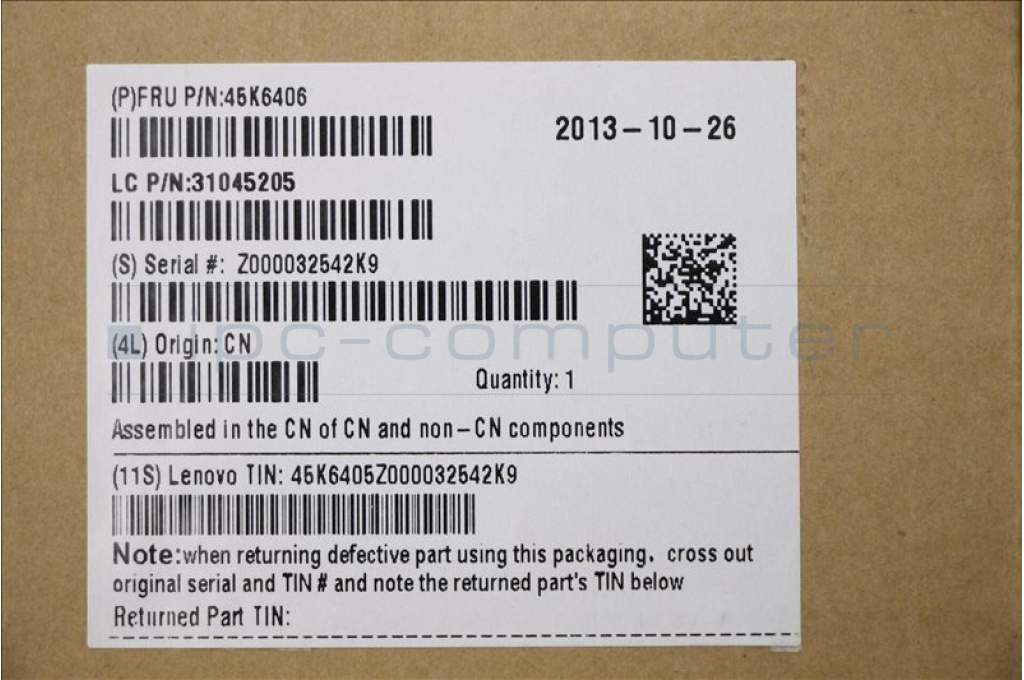 (P)FRU P/N:45K6406
2013-10-26
LC P/N:31045205
(S) Serial #: Z000032542K9
ipc-computer
(4L) Origin: CN
Quantity: 1
Assembled in the CN of CN and non-CN components
(11S) Lenovo TIN: 45K6405Z000032542K9
Note:when returning defective part using this packaging, cross out
original serial and TIN # and note the returned part's TIN below
Returned Part TIN: